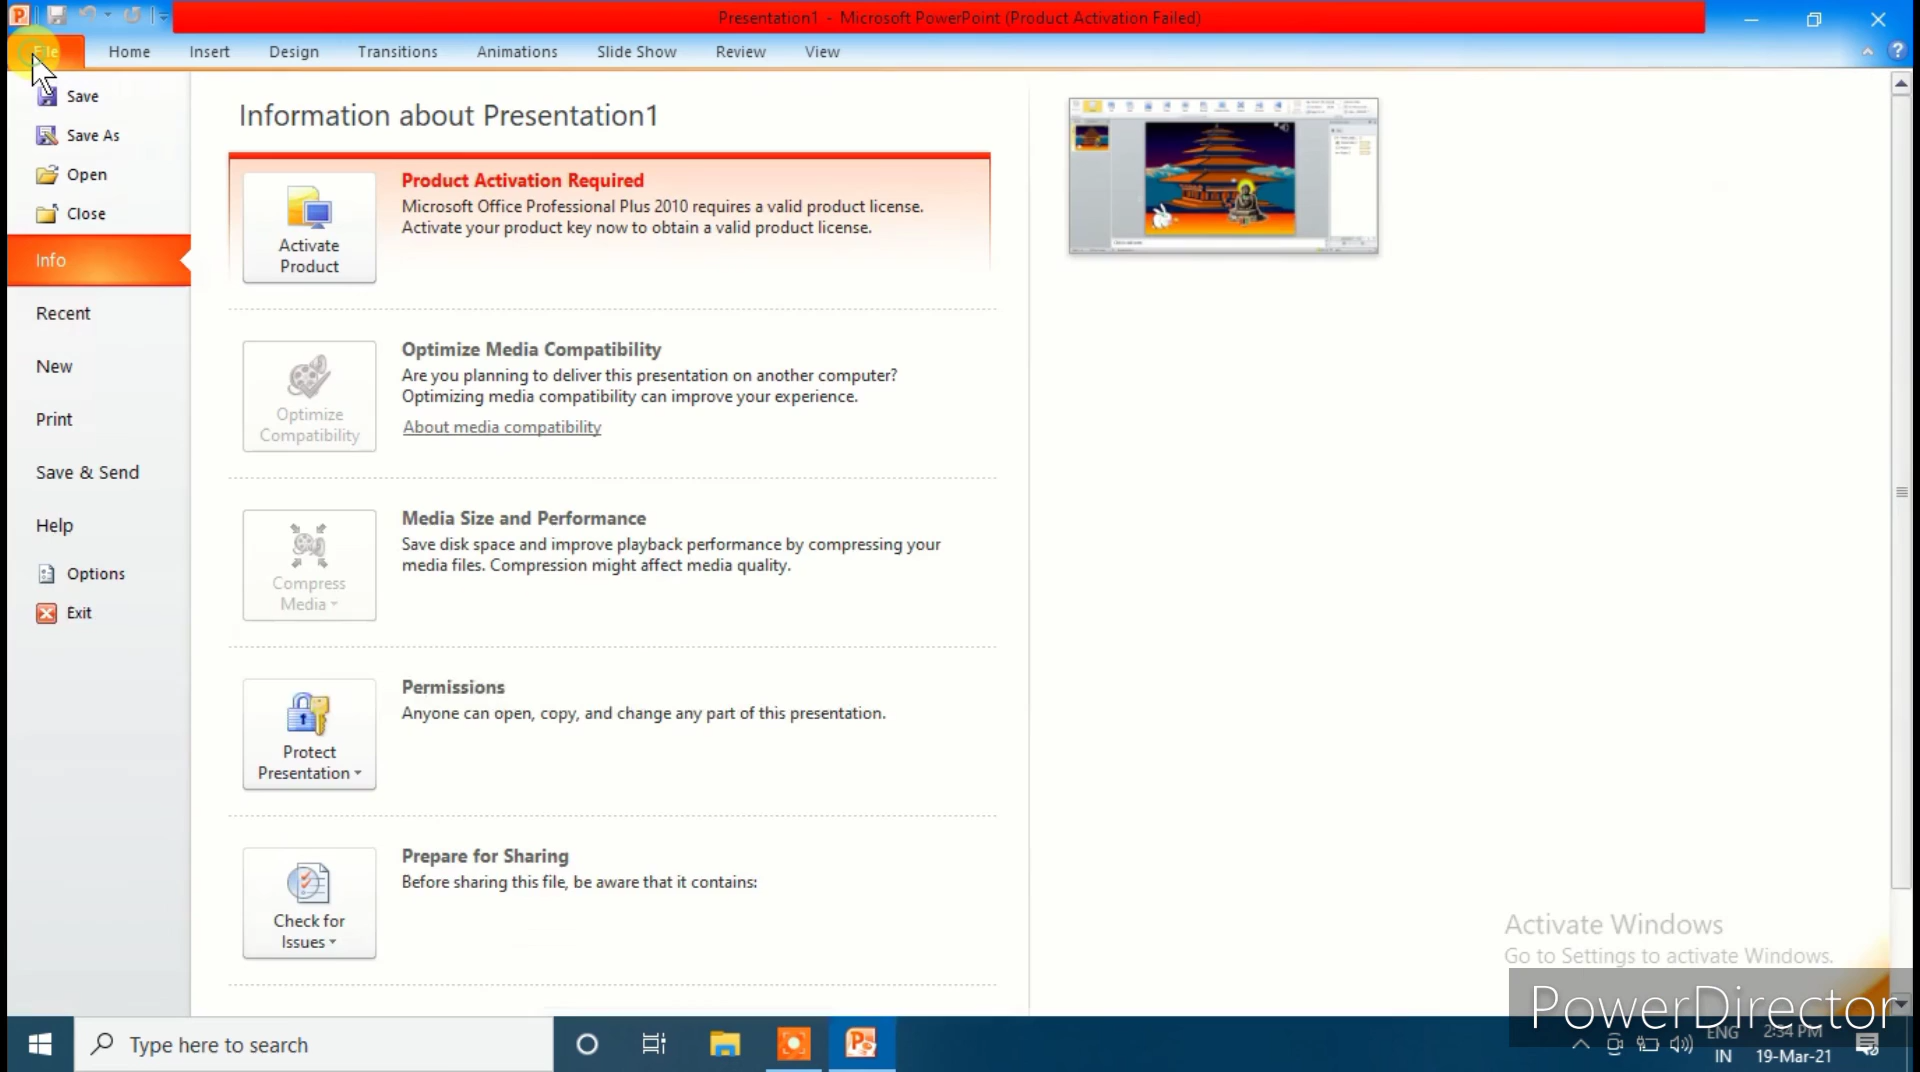 Presentation1 - Microsoft PowerPoint (Product Activation Failed)
File Home Insert Design Transitions Animations Slide Show Review View
Save
Save As
Open
Close
Info
Recent
New
Print
Save & Send
Help
Options
Exit
Information about Presentation1
Activate
Product
Product Activation Required
Microsoft Office Professional Plus 2010 requires a valid product license.
Activate your product key now to obtain a valid product license.
Optimize
Compatibility
Optimize Media Compatibility
Are you planning to deliver this presentation on another computer?
Optimizing media compatibility can improve your experience.
About media compatibility
Compress
Media
Media Size and Performance
Save disk space and improve playback performance by compressing your
media files. Compression might affect media quality.
Protect
Presentation
Permissions
Anyone can open, copy, and change any part of this presentation.
Check for
Issues
Prepare for Sharing
Before sharing this file, be aware that it contains:
Activate Windows
Go to Settings to activate Windows.
PowerDirector
Type here to search
ENG 2:34 PM
IN 19-Mar-21